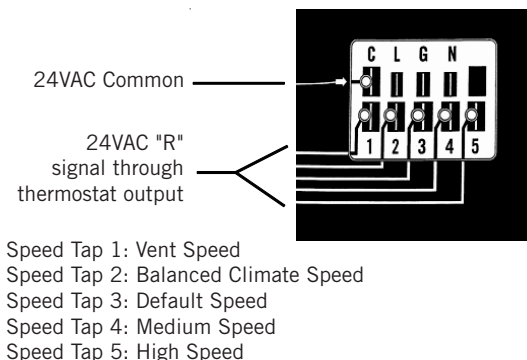 24VAC Common
24VAC "R"
signal through
thermostat output
C L G N
1 2 3 4 5
Speed Tap 1: Vent Speed
Speed Tap 2: Balanced Climate Speed
Speed Tap 3: Default Speed
Speed Tap 4: Medium Speed
Speed Tap 5: High Speed